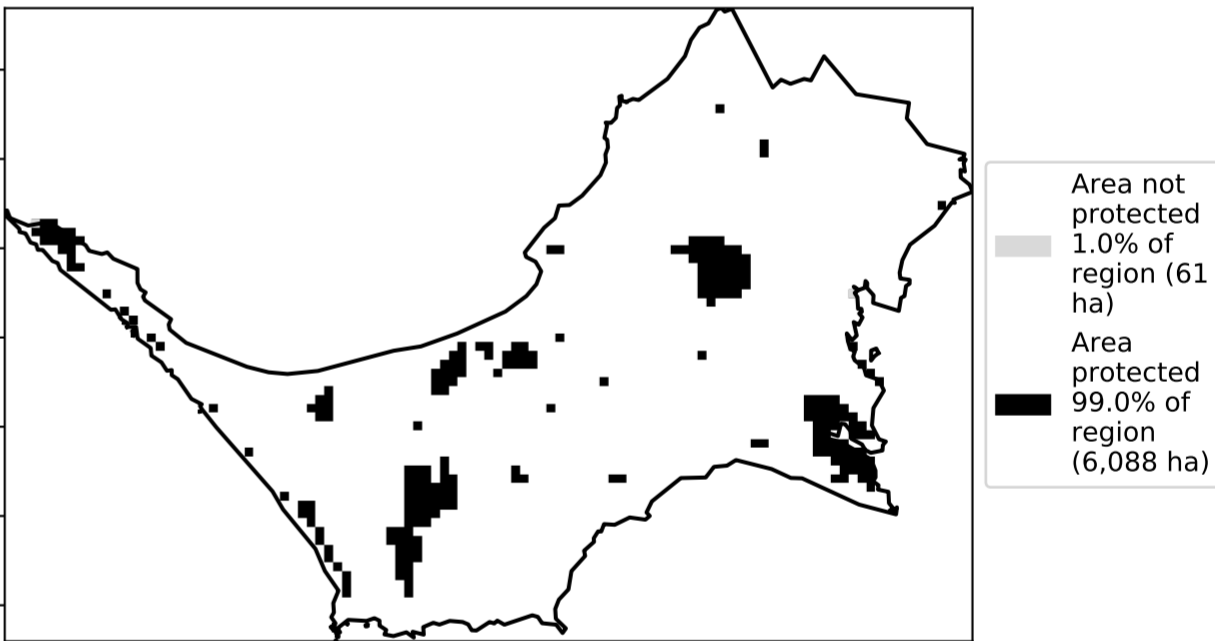 Area not
protected
1.0% of
region (61
ha)
Area
protected
99.0% of
region
(6,088 ha)